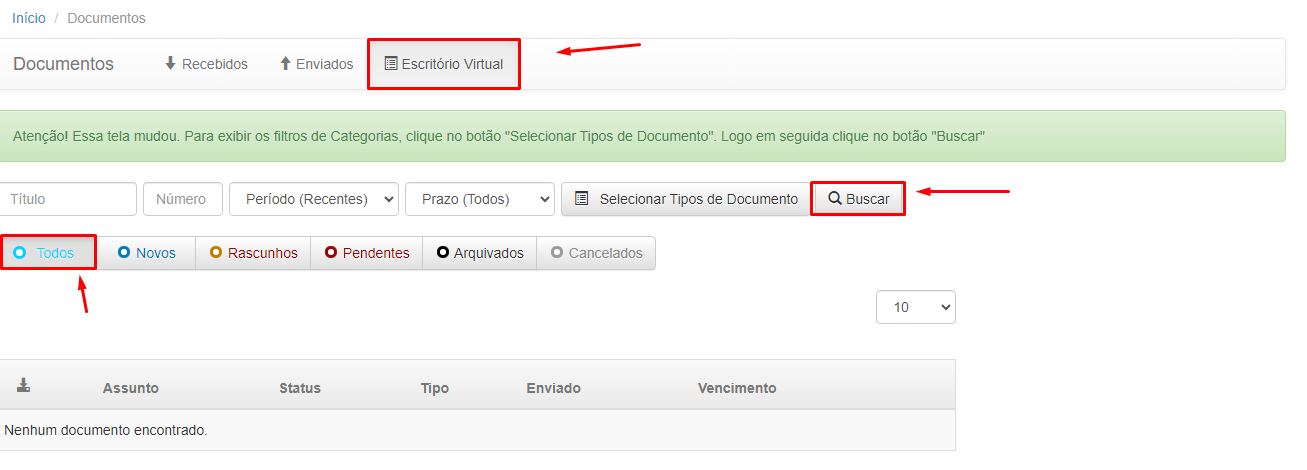 Início / Documentos
Documentos Recebidos Enviados Escritório Virtual
Atenção! Essa tela mudou. Para exibir os filtros de Categorias, clique no botão "Selecionar Tipos de Documento". Logo em seguida clique no botão "Buscar"
Título Número Período (Recentes) Prazo (Todos) Selecionar Tipos de Documento Buscar
Todos Novos Rascunhos Pendentes Arquivados Cancelados
10
Assunto Status Tipo Enviado Vencimento
Nenhum documento encontrado.